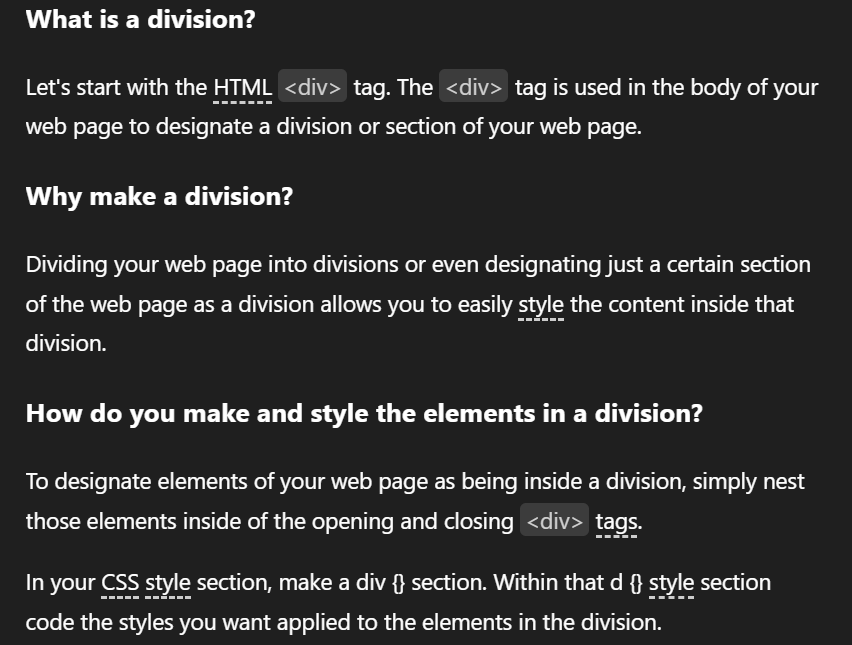 What is a division?
Let's start with the HTML <div> tag. The <div> tag is used in the body of your
web page to designate a division or section of your web page.
Why make a division?
Dividing your web page into divisions or even designating just a certain section
of the web page as a division allows you to easily style the content inside that
division.
How do you make and style the elements in a division?
To designate elements of your web page as being inside a division, simply nest
those elements inside of the opening and closing <div> tags.
In your CSS style section, make a div {} section. Within that d {} style section
code the styles you want applied to the elements in the division.